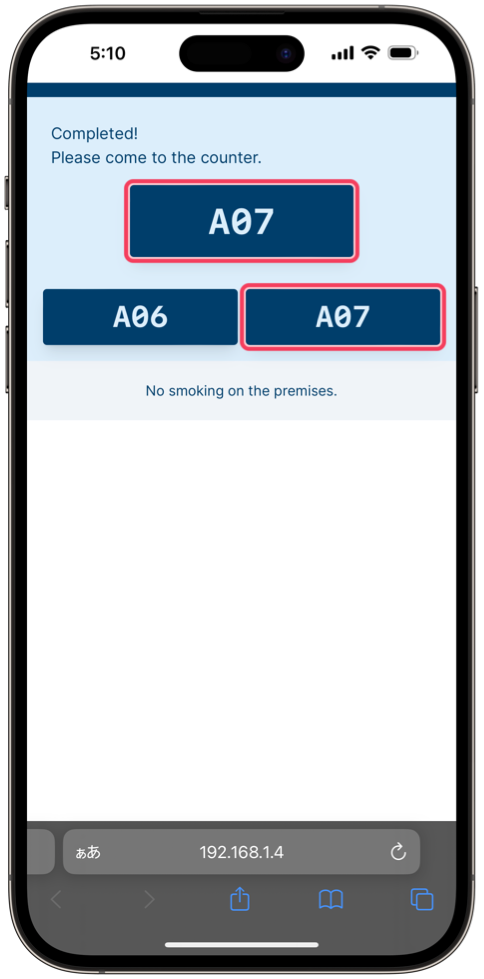 5:10
Completed!
Please come to the counter.
A07
A06 A07
No smoking on the premises.
ぁあ 192.168.1.4